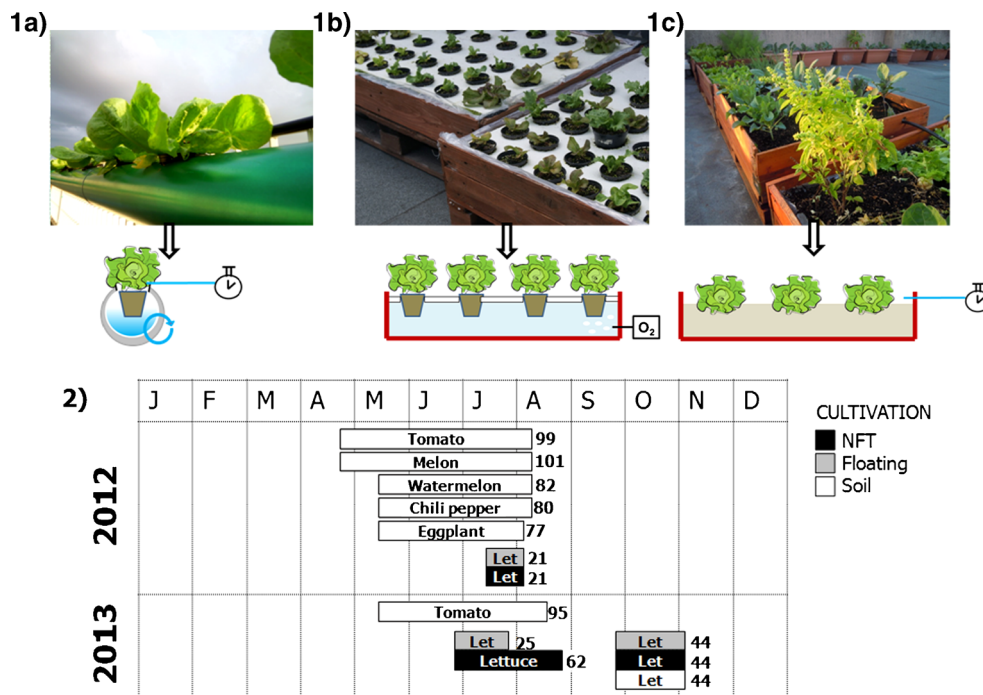 1a)
1b)
1c)
O₂
2)
J F M A M J J A S O N D
CULTIVATION
NFT
Floating
Soil
2012
Tomato 99
Melon 101
Watermelon 82
Chili pepper 80
Eggplant 77
Let 21
Let 21
2013
Tomato 95
Let 25
Let 44
Lettuce 62
Let 44
Let 44